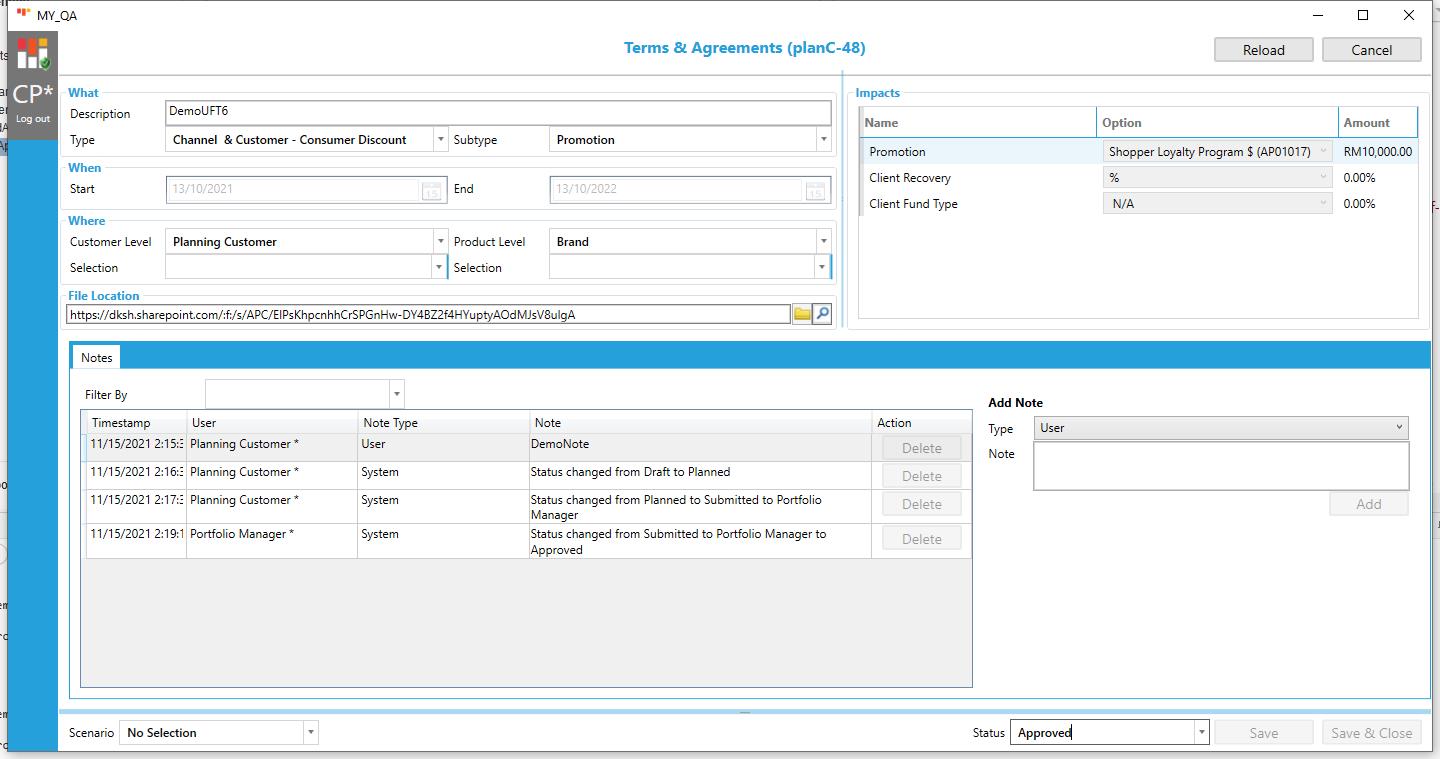 MY_QA
Terms & Agreements (planC-48)
Reload
Cancel
CP*
Log out
What
Description
DemoUFT6
Type
Channel & Customer - Consumer Discount
Subtype
Promotion
When
Start
13/10/2021
15
End
13/10/2022
15
Where
Customer Level
Planning Customer
Product Level
Brand
Selection
Selection
File Location
https://dksh.sharepoint.com/:f:/s/APC/EIPsKhpcnhhCrSPGnHw-DY4BZ2f4HYuptyAOdMJsV8uIgA
Impacts
Name Option Amount
Promotion Shopper Loyalty Program $ (AP01017) RM10,000.00
Client Recovery % 0.00%
Client Fund Type N/A 0.00%
Notes
Filter By
Timestamp User Note Type Note Action
11/15/2021 2:15:3 Planning Customer * User DemoNote Delete
11/15/2021 2:16:3 Planning Customer * System Status changed from Draft to Planned Delete
11/15/2021 2:17:3 Planning Customer * System Status changed from Planned to Submitted to Portfolio Delete
Manager
11/15/2021 2:19:1 Portfolio Manager * System Status changed from Submitted to Portfolio Manager to Delete
Approved
Add Note
Type
User
Note
Add
Scenario
No Selection
Status
Approved
Save
Save & Close